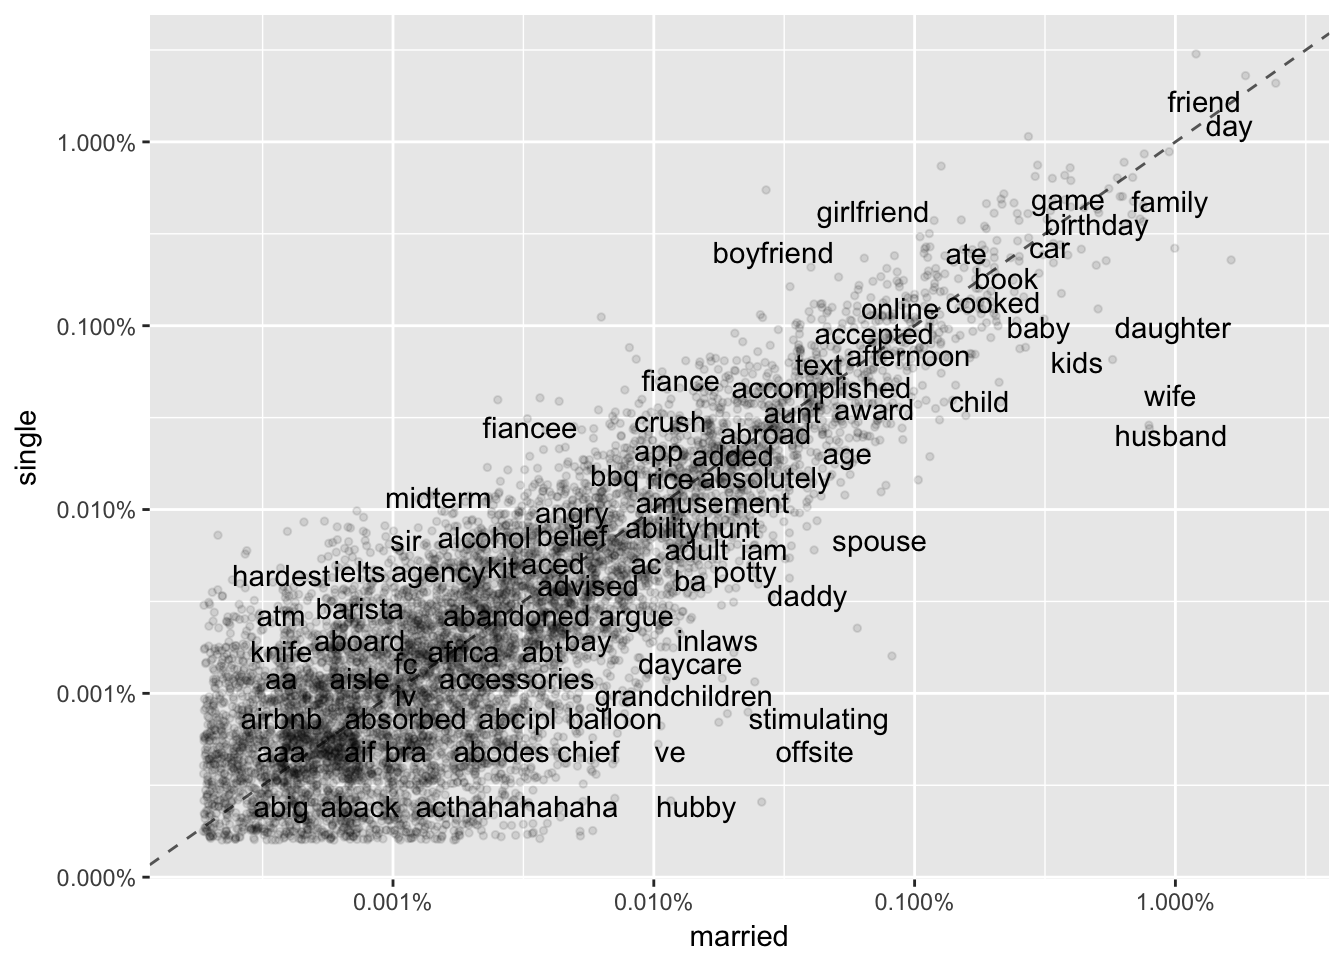 friend
day
1.000%
game family
girlfriend
birthday
boyfriend ate car
book
online cooked
0.100% accepted baby daughter
text afternoon kids
fiance accomplished wife
crush aunt award child
fiancee abroad husband
app added age
bbq rice absolutely
midterm amusement
0.010% angry
sir alcohol belief ability hunt spouse
adult iam
hardest ielts agency kit aced ac ba potty
advised daddy
atm barista abandoned argue
aboard bay inlaws
knife fc africa abt daycare
aa aisle accessories
0.001% iv grandchildren
airbnb absorbed abc ipl balloon stimulating
aaa aif bra abodes chief ve offsite
abig aback acthahahahaha hubby
0.000%
0.001% 0.010% 0.100% 1.000%
married
single